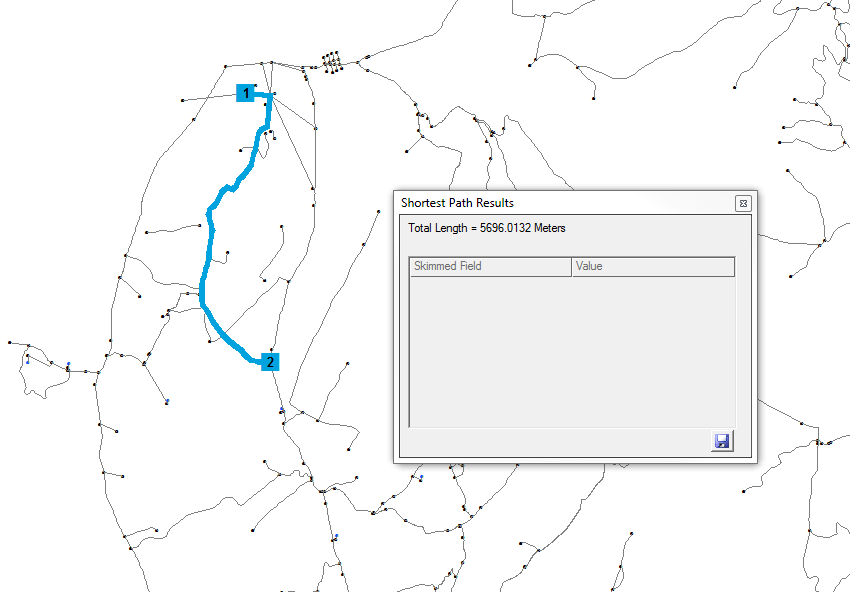 1
Shortest Path Results
Total Length = 5696.0132 Meters
Skimmed Field
Value
2